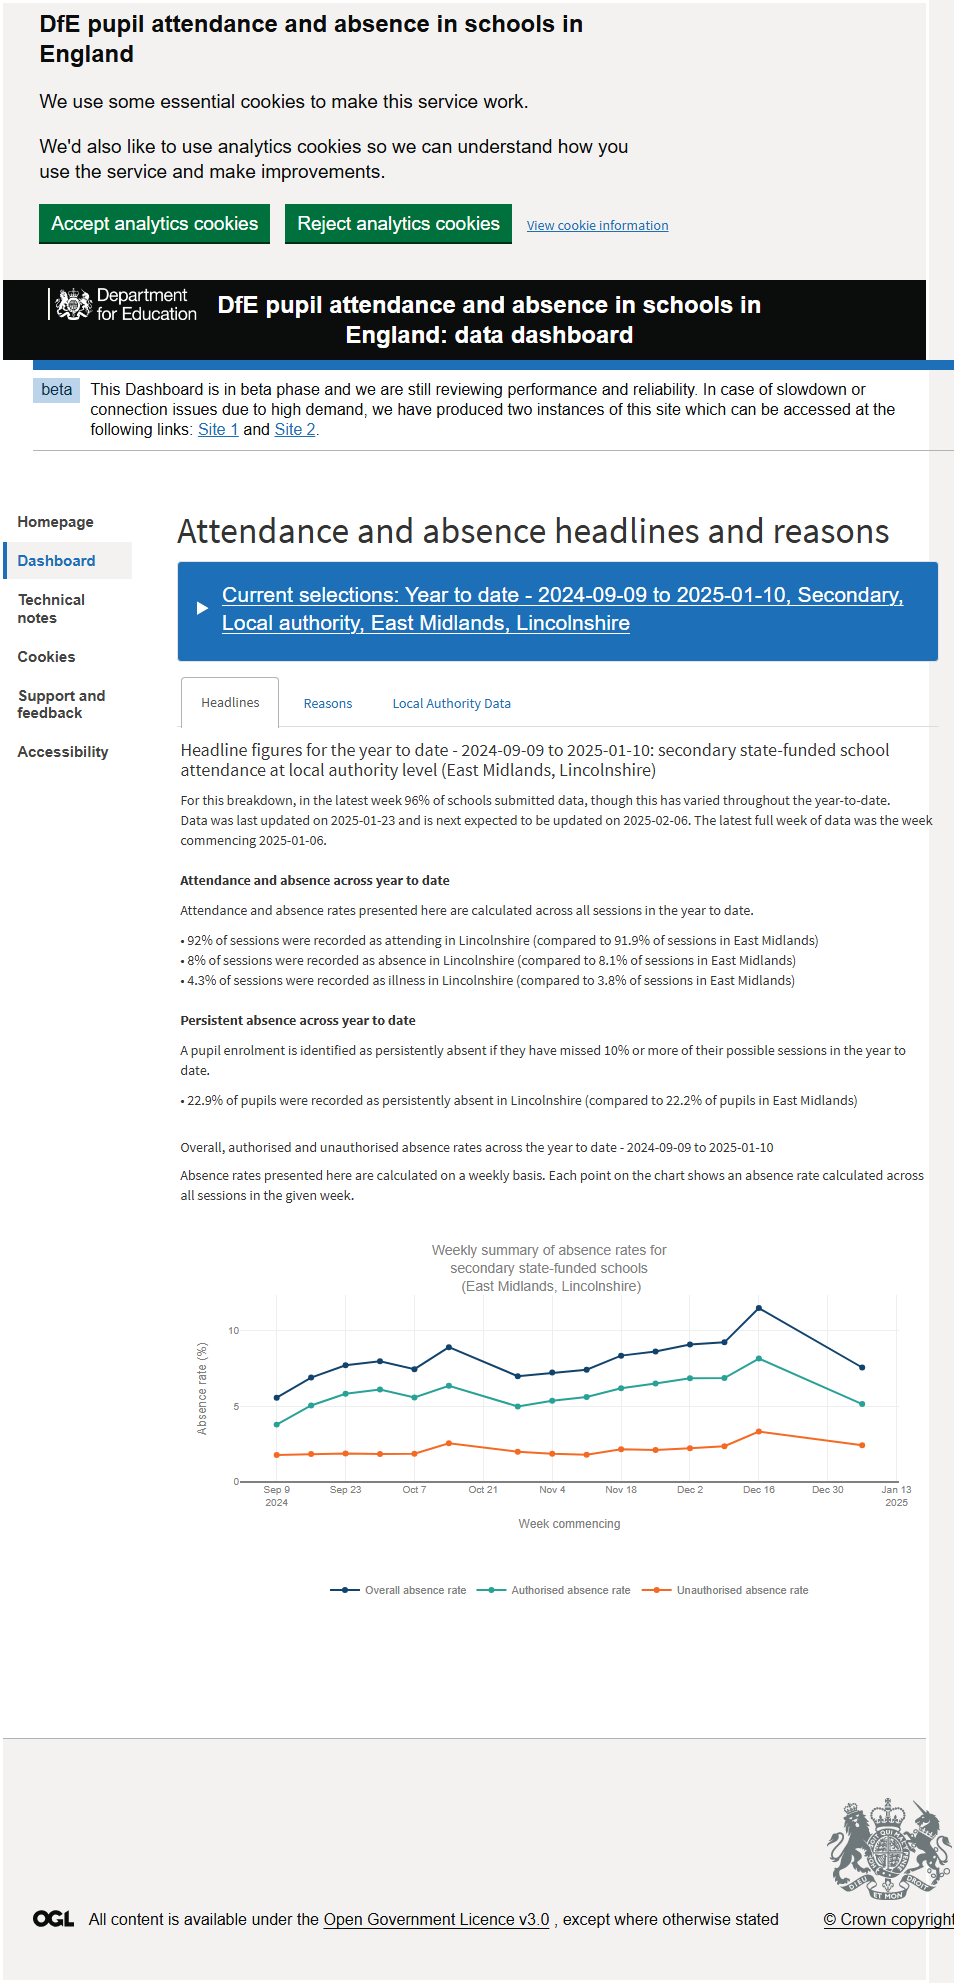 DfE pupil attendance and absence in schools in
England
We use some essential cookies to make this service work.
We'd also like to use analytics cookies so we can understand how you
use the service and make improvements.
Accept analytics cookies Reject analytics cookies View cookie information
Department
for Education
DfE pupil attendance and absence in schools in
England: data dashboard
beta This Dashboard is in beta phase and we are still reviewing performance and reliability. In case of slowdown or
connection issues due to high demand, we have produced two instances of this site which can be accessed at the
following links: Site 1 and Site 2.
Homepage
Dashboard
Technical
notes
Cookies
Support and
feedback
Accessibility
Attendance and absence headlines and reasons
Current selections: Year to date - 2024-09-09 to 2025-01-10, Secondary,
Local authority, East Midlands, Lincolnshire
Headlines Reasons Local Authority Data
Headline figures for the year to date - 2024-09-09 to 2025-01-10: secondary state-funded school
attendance at local authority level (East Midlands, Lincolnshire)
For this breakdown, in the latest week 96% of schools submitted data, though this has varied throughout the year-to-date.
Data was last updated on 2025-01-23 and is next expected to be updated on 2025-02-06. The latest full week of data was the week
commencing 2025-01-06.
Attendance and absence across year to date
Attendance and absence rates presented here are calculated across all sessions in the year to date.
• 92% of sessions were recorded as attending in Lincolnshire (compared to 91.9% of sessions in East Midlands)
• 8% of sessions were recorded as absence in Lincolnshire (compared to 8.1% of sessions in East Midlands)
• 4.3% of sessions were recorded as illness in Lincolnshire (compared to 3.8% of sessions in East Midlands)
Persistent absence across year to date
A pupil enrolment is identified as persistently absent if they have missed 10% or more of their possible sessions in the year to
date.
• 22.9% of pupils were recorded as persistently absent in Lincolnshire (compared to 22.2% of pupils in East Midlands)
Overall, authorised and unauthorised absence rates across the year to date - 2024-09-09 to 2025-01-10
Absence rates presented here are calculated on a weekly basis. Each point on the chart shows an absence rate calculated across
all sessions in the given week.
Weekly summary of absence rates for
secondary state-funded schools
(East Midlands, Lincolnshire)
Absence rate (%)
10
5
0
Sep 9 Sep 23 Oct 7 Oct 21 Nov 4 Nov 18 Dec 2 Dec 16 Dec 30 Jan 13
2024 2025
Week commencing
Overall absence rate Authorised absence rate Unauthorised absence rate
DIEU ET MON DROIT
OGL All content is available under the Open Government Licence v3.0 , except where otherwise stated © Crown copyright